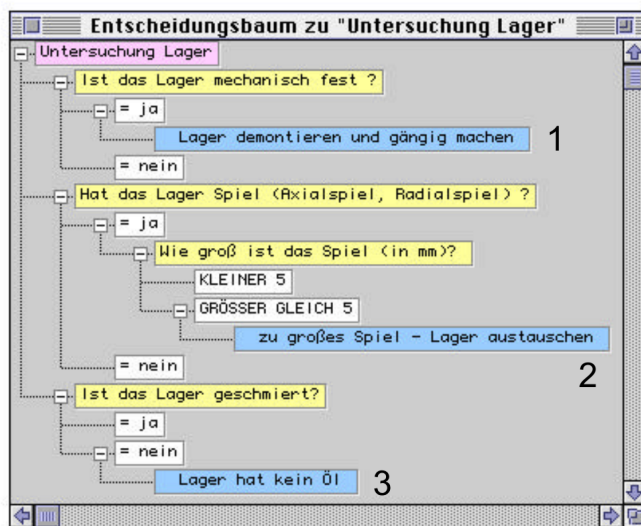 Entscheidungsbaum zu "Untersuchung Lager"
Untersuchung Lager
Ist das Lager mechanisch fest ?
= ja
Lager demontieren und gängig machen 1
= nein
Hat das Lager Spiel (Axialspiel, Radialspiel) ?
= ja
Wie groß ist das Spiel (in mm)?
KLEINER 5
GRÖSSER GLEICH 5
zu großes Spiel - Lager austauschen
2
= nein
Ist das Lager geschmiert?
= ja
= nein
Lager hat kein Öl 3